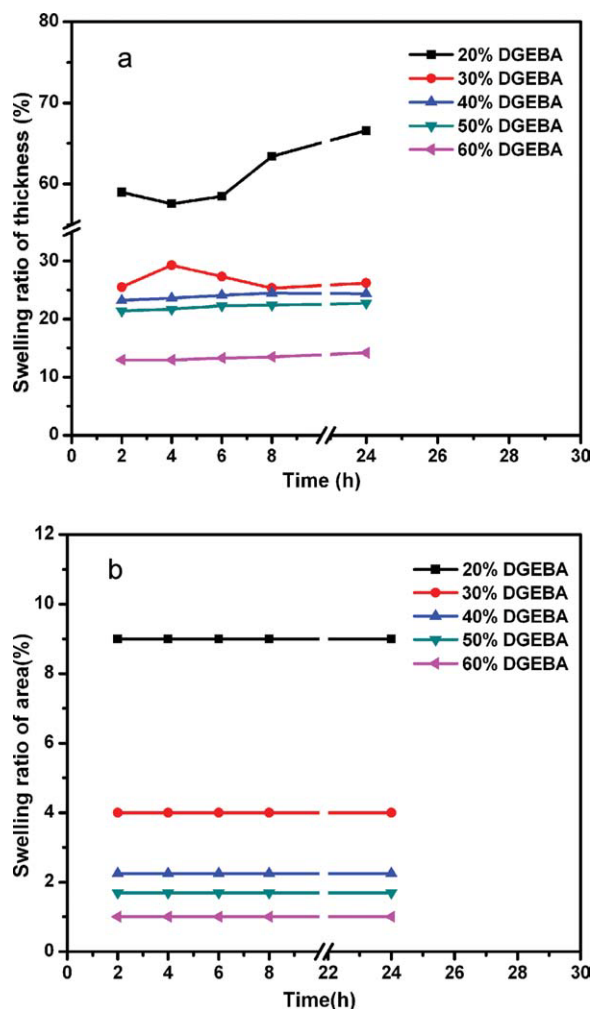 a
20% DGEBA
30% DGEBA
40% DGEBA
50% DGEBA
60% DGEBA
Swelling ratio of thickness (%)
80
70
60
30
20
10
0
0 2 4 6 8 24 26 28 30
Time (h)
b
20% DGEBA
30% DGEBA
40% DGEBA
50% DGEBA
60% DGEBA
Swelling ratio of area(%)
12
10
8
6
4
2
0
0 2 4 6 8 10 22 22 24 26 28 30
Time(h)